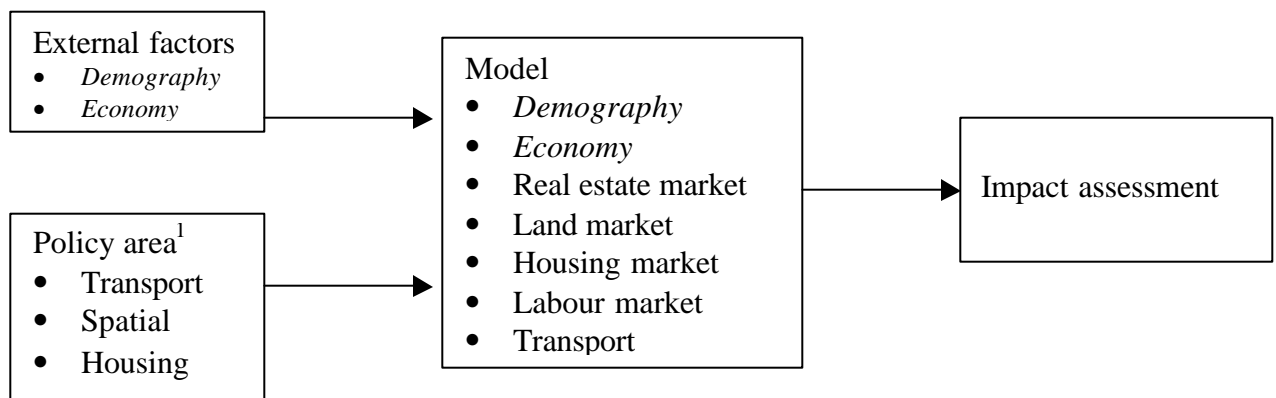 External factors
• Demography
• Economy
Policy area1
• Transport
• Spatial
• Housing
Model
• Demography
• Economy
• Real estate market
• Land market
• Housing market
• Labour market
• Transport
Impact assessment